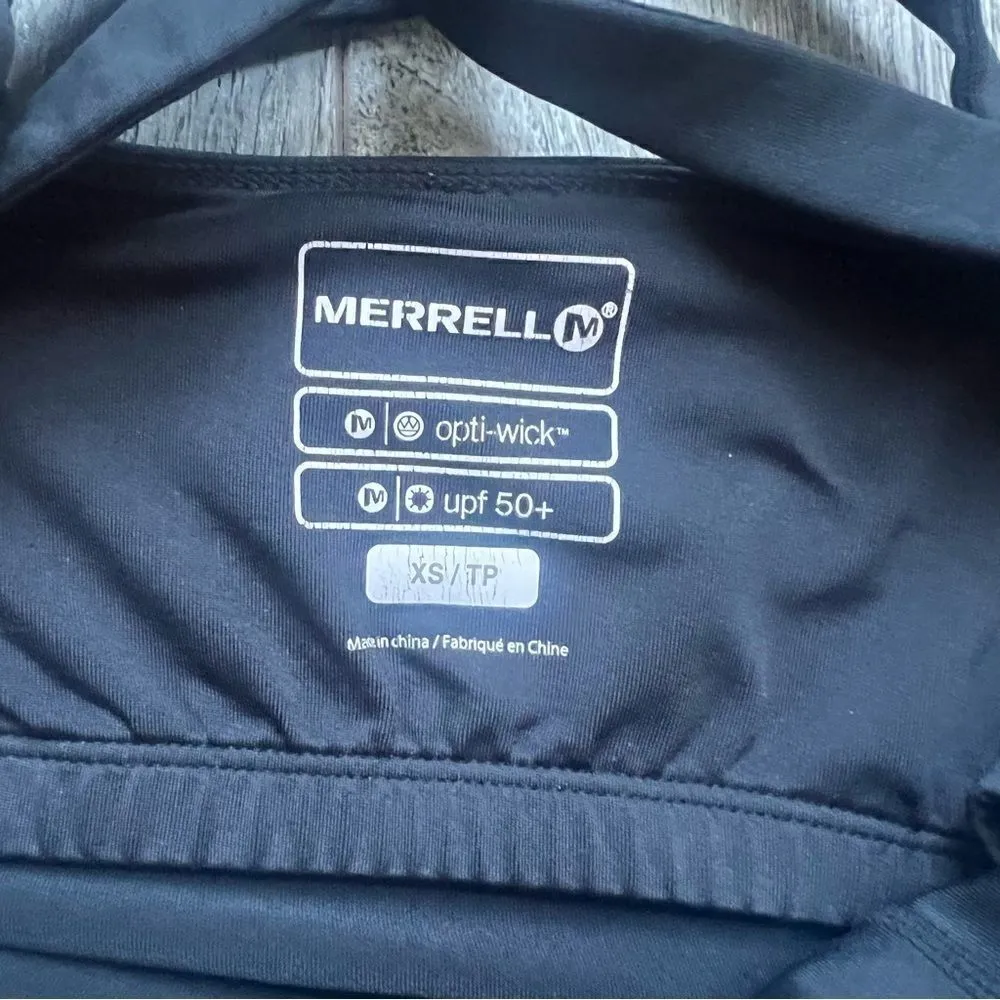 MERRELL M®
M opti-wick™
M upf 50+
XS / TP
Made in china / Fabriqué en Chine